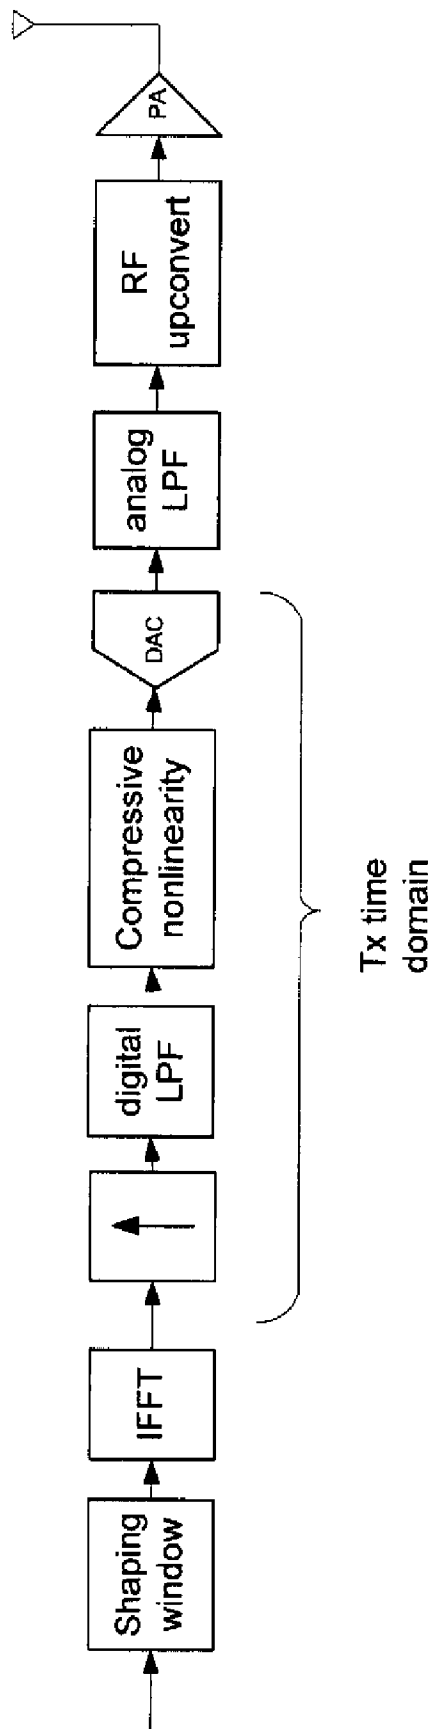 Shaping
window
IFFT
digital
LPF
Compressive
nonlinearity
DAC
analog
LPF
RF
upconvert
PA
Tx time
domain